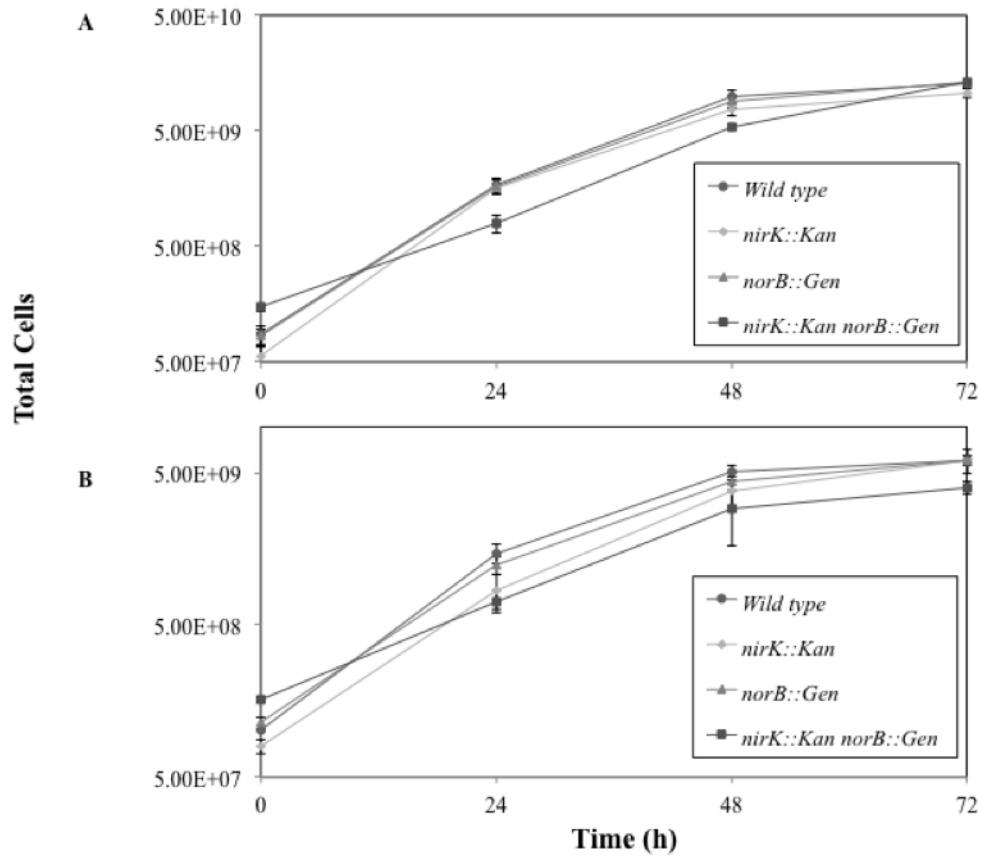 A
5.00E+10
5.00E+09
5.00E+08
5.00E+07
0
24
48
72
Wild type
nirK::Kan
norB::Gen
nirK::Kan norB::Gen
Total Cells
B
5.00E+09
5.00E+08
5.00E+07
0
24
48
72
Wild type
nirK::Kan
norB::Gen
nirK::Kan norB::Gen
Time (h)